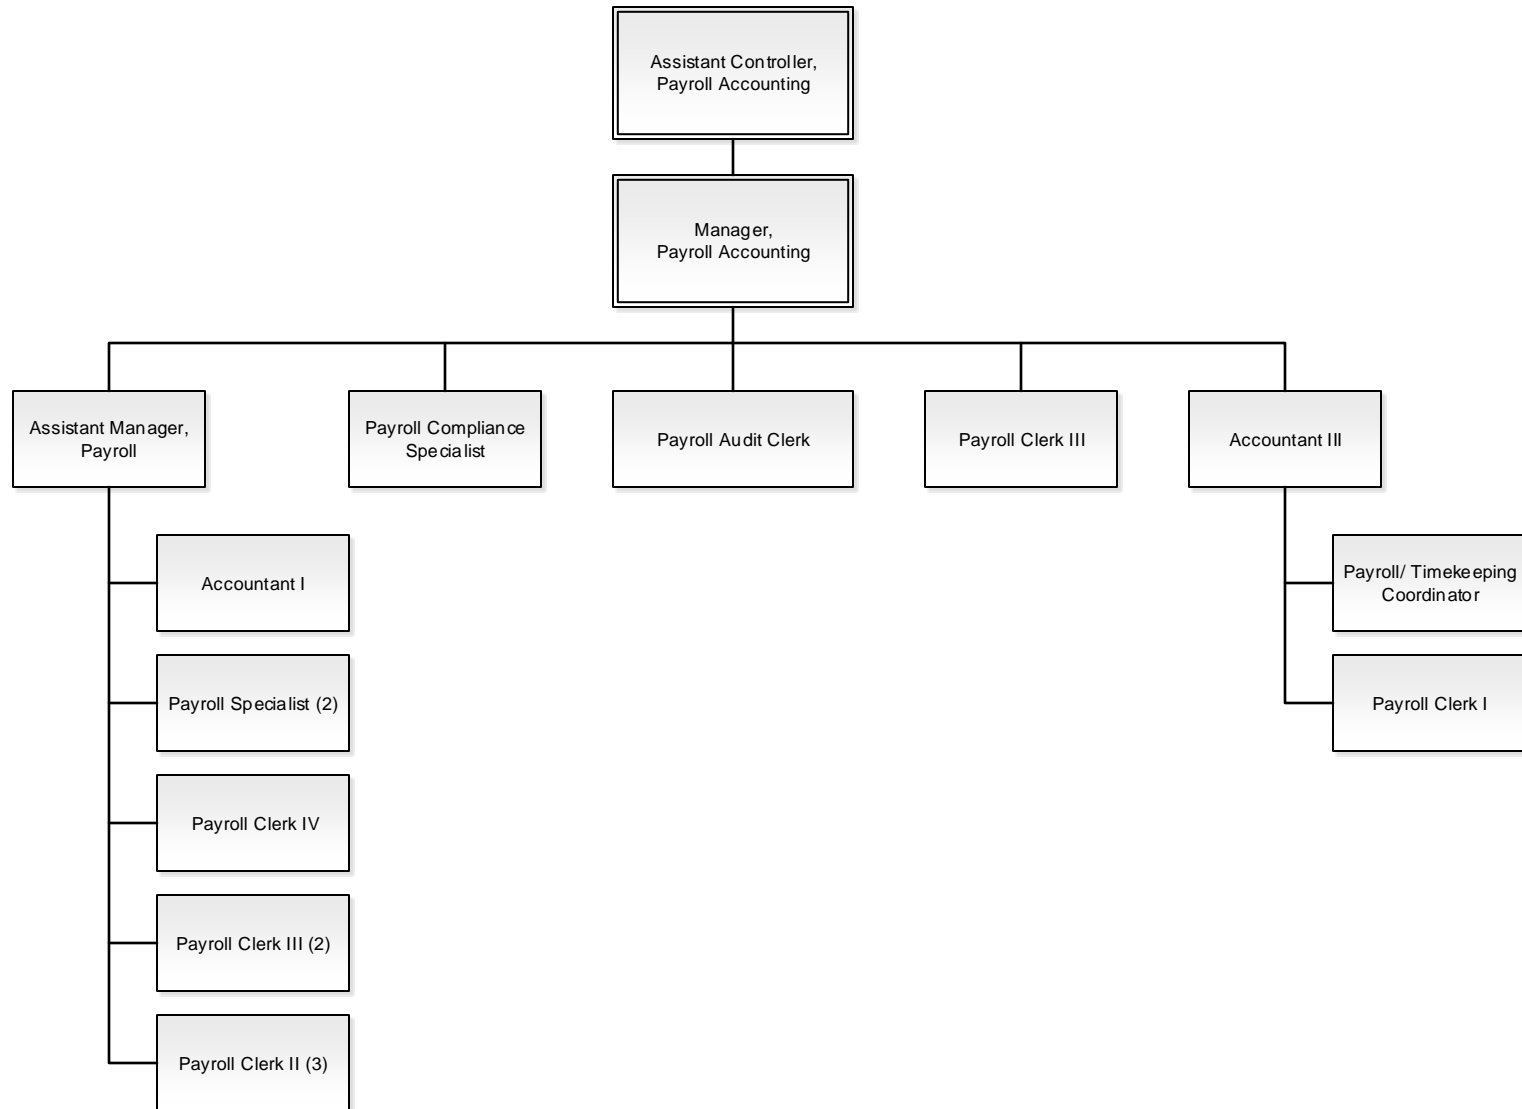 Assistant Controller,
Payroll Accounting
Manager,
Payroll Accounting
Assistant Manager,
Payroll
Payroll Compliance
Specialist
Payroll Audit Clerk
Payroll Clerk III
Accountant III
Accountant I
Payroll Specialist (2)
Payroll Clerk IV
Payroll Clerk III (2)
Payroll Clerk II (3)
Payroll/ Timekeeping
Coordinator
Payroll Clerk I